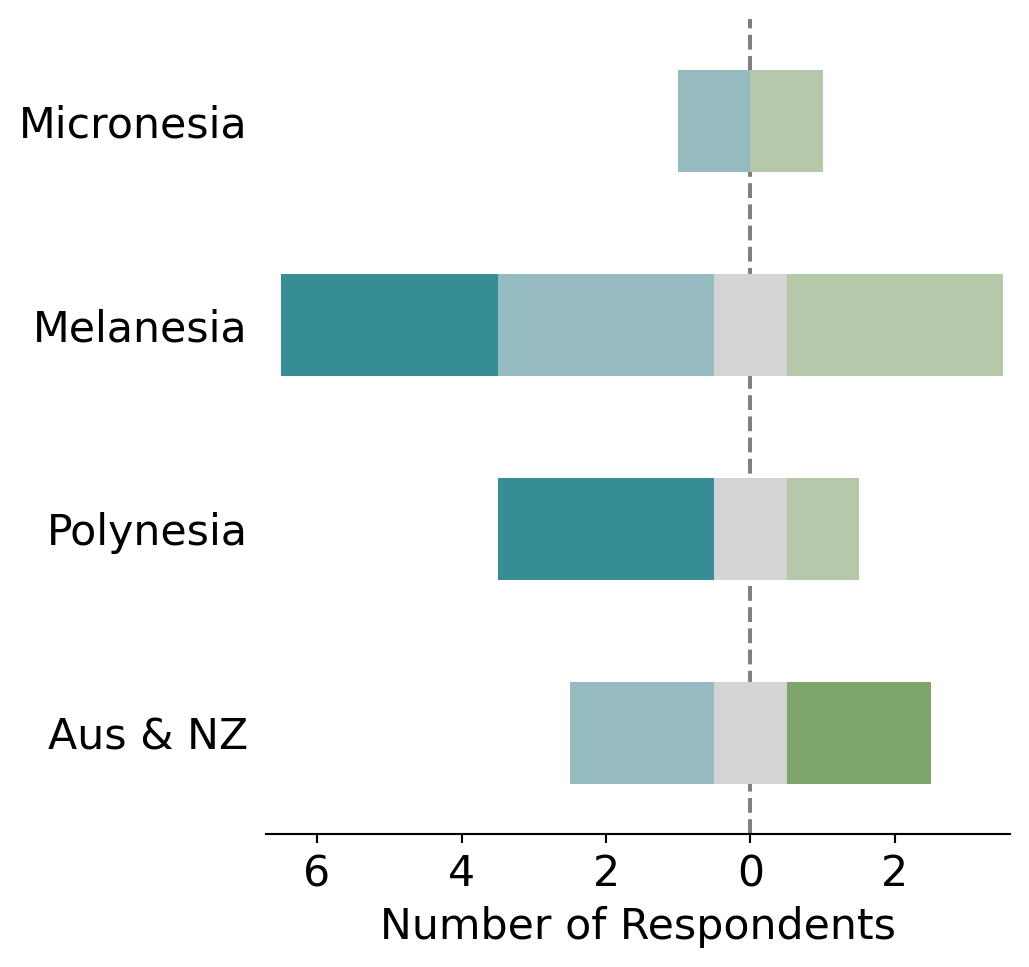 Micronesia
Melanesia
Polynesia
Aus & NZ
6 4 2 0 2
Number of Respondents